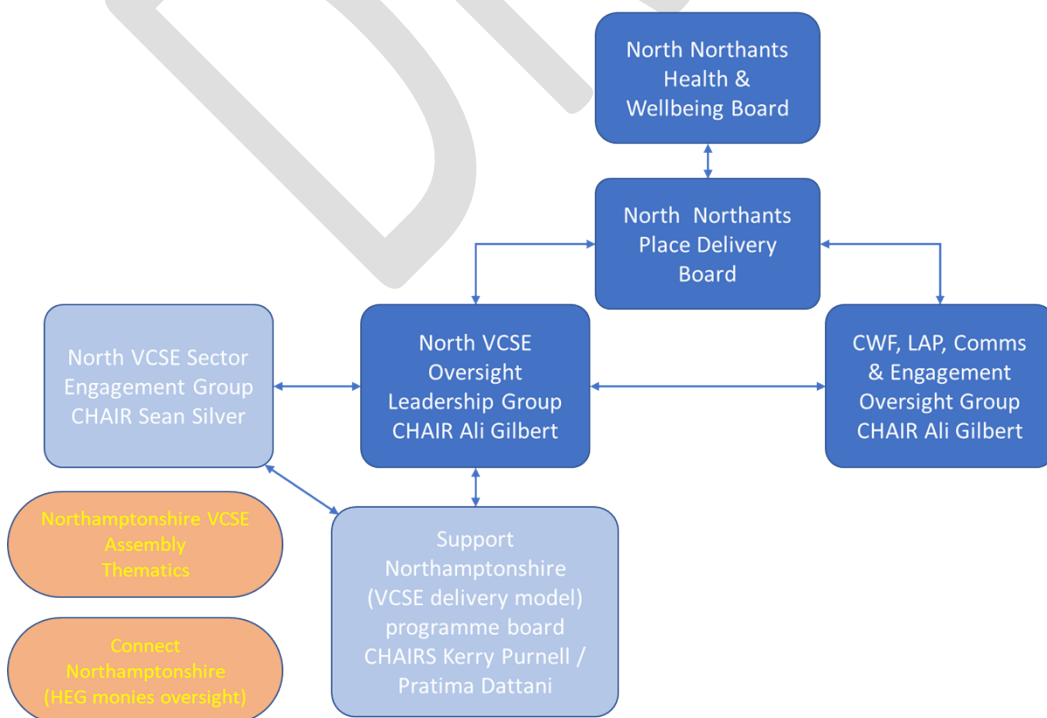 North Northants
Health &
Wellbeing Board
North Northants
Place Delivery
Board
North VCSE Sector
Engagement Group
CHAIR Sean Silver
North VCSE
Oversight
Leadership Group
CHAIR Ali Gilbert
CWF, LAP, Comms
& Engagement
Oversight Group
CHAIR Ali Gilbert
Northamptonshire VCSE
Assembly
Thematics
Support
Northamptonshire
(VCSE delivery model)
programme board
CHAIRS Kerry Purnell /
Pratima Dattani
Connect
Northamptonshire
(HEG monies oversight)